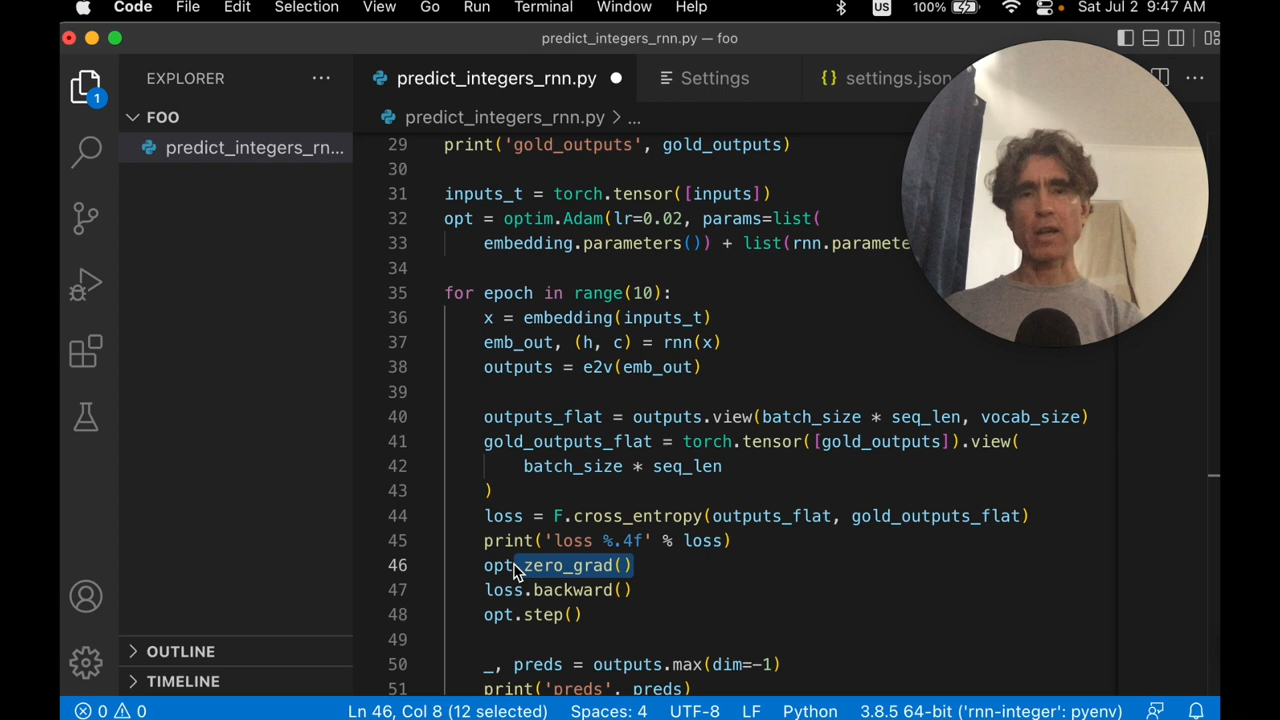 Code File Edit Selection View Go Run Terminal Window Help US 100% Sat Jul 2 9:47 AM
predict_integers_rnn.py — foo
EXPLORER ...
predict_integers_rnn.py Settings {} settings.json ...
FOO
predict_integers_rnn.py > ...
predict_integers_rn...
1
29 print('gold_outputs', gold_outputs)
30
31 inputs_t = torch.tensor([inputs])
32 opt = optim.Adam(lr=0.02, params=list(
33 embedding.parameters()) + list(rnn.paramete
34
35 for epoch in range(10):
36 x = embedding(inputs_t)
37 emb_out, (h, c) = rnn(x)
38 outputs = e2v(emb_out)
39
40 outputs_flat = outputs.view(batch_size * seq_len, vocab_size)
41 gold_outputs_flat = torch.tensor([gold_outputs]).view(
42 batch_size * seq_len
43 )
44 loss = F.cross_entropy(outputs_flat, gold_outputs_flat)
45 print('loss %.4f' % loss)
46 opt.zero_grad()
47 loss.backward()
48 opt.step()
49
50 _, preds = outputs.max(dim=-1)
51 print('preds', preds)
OUTLINE
TIMELINE
0 0 Ln 46, Col 8 (12 selected) Spaces: 4 UTF-8 LF Python 3.8.5 64-bit ('rnn-integer': pyenv)